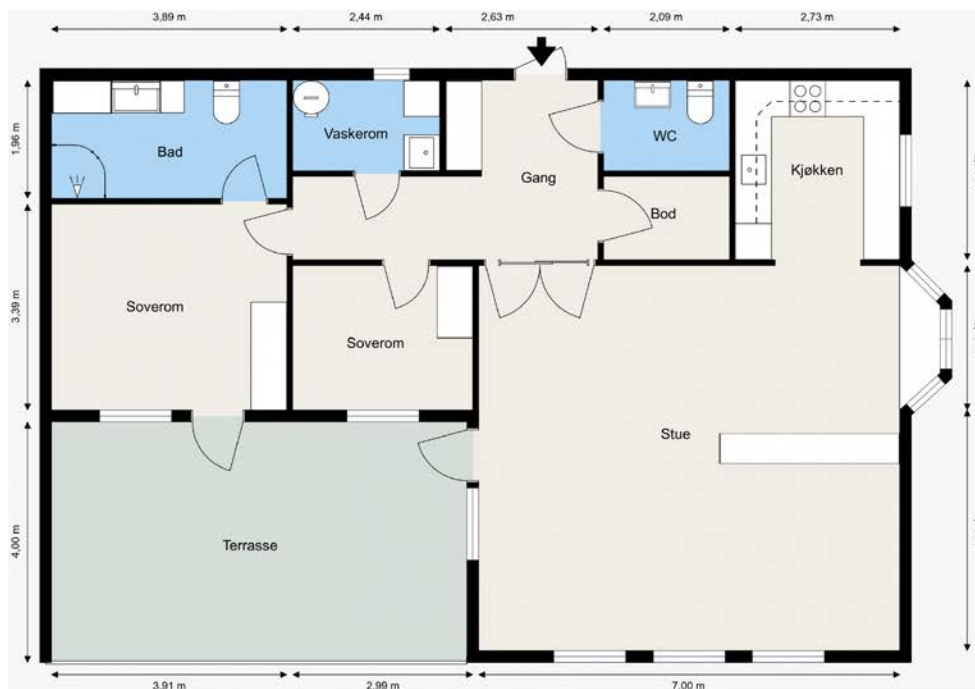 3,89 m
2,44 m
2,63 m
2,09 m
2,73 m
1,96 m
Bad
Vaskerom
Gang
WC
Kjøkken
Bod
3,39 m
Soverom
Soverom
Stue
4,00 m
Terrasse
3,91 m
2,99 m
7,00 m